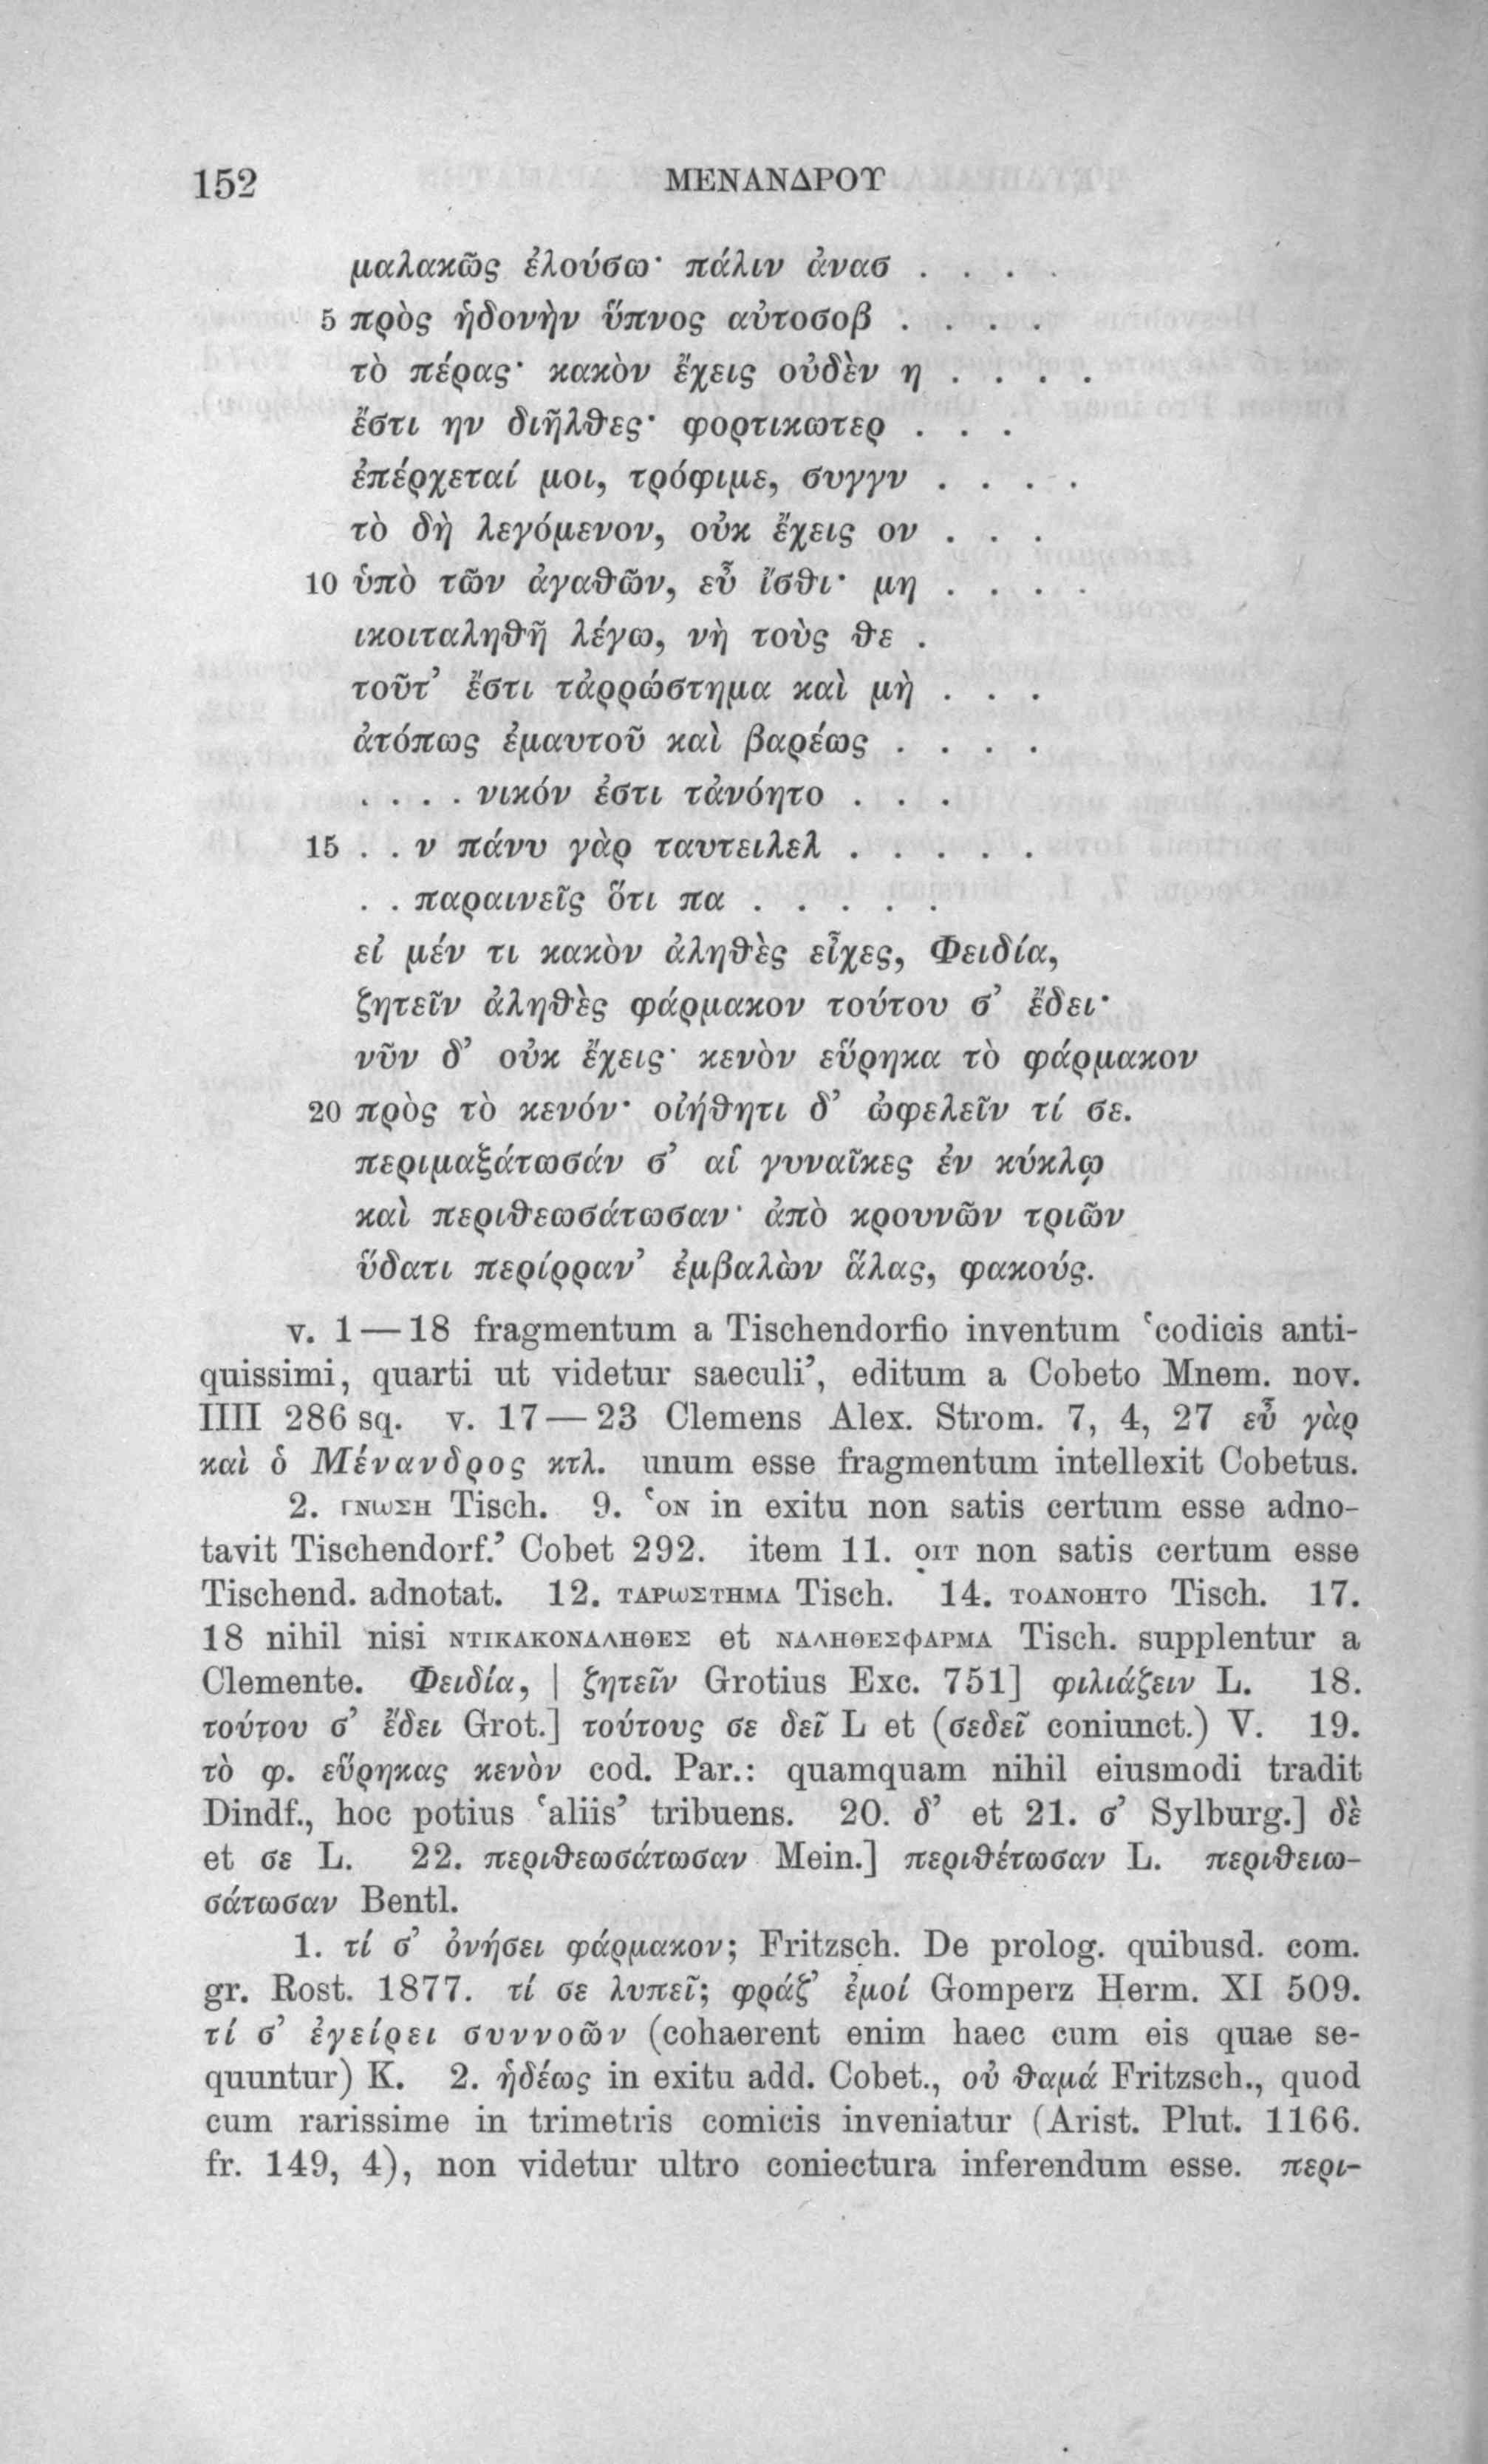 152 ΜΕΝΑΝΔΡΟΥ
μαλακῶς ἐλούσω· πάλιν ἀνασ . . . .
5 πρὸς ἡδονὴν ὕπνος αὐτοσοβ . . . .
τὸ πέρας· κακὸν ἔχεις οὐδὲν η . . . .
ἔστι ην διῆλθες· φορτικωτερ . . .
ἐπέρχεταί μοι, τρόφιμε, συγγν . . . .
τὸ δὴ λεγόμενον, οὐκ ἔχεις ον . . .
10 ὑπὸ τῶν ἀγαθῶν, εὖ ἴσθι· μη . . . .
ικοιταληθῆ λέγω, νὴ τοὺς θε .
τοῦτ’ ἔστι τἀρρώστημα καὶ μὴ . . .
ἀτόπως ἐμαυτοῦ καὶ βαρέως . . . .
. . . . νικόν ἐστι τἀνόητο . . .
15 . . ν πάνυ γὰρ ταυτειλελ . . . . .
. . παραινεῖς ὅτι πα . . . . .
εἰ μέν τι κακὸν ἀληθὲς εἶχες, Φειδία,
ζητεῖν ἀληθὲς φάρμακον τούτου σ’ ἔδει·
νῦν δ’ οὐκ ἔχεις· κενὸν εὕρηκα τὸ φάρμακον
20 πρὸς τὸ κενόν· οἰήθητι δ’ ὠφελεῖν τί σε.
περιμαξάτωσάν σ’ αἱ γυναῖκες ἐν κύκλῳ
καὶ περιθεωσάτωσαν· ἀπὸ κρουνῶν τριῶν
ὕδατι περίρραν’ ἐμβαλὼν ἅλας, φακούς.
v. 1—18 fragmentum a Tischendorfio inventum ‘codicis anti-
quissimi, quarti ut videtur saeculi’, editum a Cobeto Mnem. nov.
IIII 286 sq. v. 17—23 Clemens Alex. Strom. 7, 4, 27 εὖ γὰρ
καὶ ὁ Μένανδρος κτλ. unum esse fragmentum intellexit Cobetus.
2. ΓΝωΣΗ Tisch. 9. ‘ΟΝ in exitu non satis certum esse adno-
tavit Tischendorf.’ Cobet 292. item 11. ΟΙΤ non satis certum esse
Tischend. adnotat. 12. ΤΑΡωΣΤΗΜΑ Tisch. 14. ΤΟΑΝΟΗΤΟ Tisch. 17.
18 nihil nisi ΝΤΙΚΑΚΟΝΑΛΗΘΕΣ et ΝΑΛΗΘΕΣΦΑΡΜΑ Tisch. supplentur a
Clemente. Φειδία, | ζητεῖν Grotius Exc. 751] φιλιάζειν L. 18.
τούτου σ’ ἔδει Grot.] τούτους σε δεῖ L et (σεδεῖ coniunct.) V. 19.
τὸ φ. εὕρηκας κενὸν cod. Par.: quamquam nihil eiusmodi tradit
Dindf., hoc potius ‘aliis’ tribuens. 20. δ’ et 21. σ’ Sylburg.] δὲ
et σε L. 22. περιθεωσάτωσαν Mein.] περιθέτωσαν L. περιθειω-
σάτωσαν Bentl.
1. τί σ’ ὀνήσει φάρμακον; Fritzsch. De prolog. quibusd. com.
gr. Rost. 1877. τί σε λυπεῖ; φράζ’ ἐμοί Gomperz Herm. XI 509.
τί σ’ ἐγείρει συννοῶν (cohaerent enim haec cum eis quae se-
quuntur) K. 2. ἡδέως in exitu add. Cobet., οὐ θαμά Fritzsch., quod
cum rarissime in trimetris comicis inveniatur (Arist. Plut. 1166.
fr. 149, 4), non videtur ultro coniectura inferendum esse. περι-